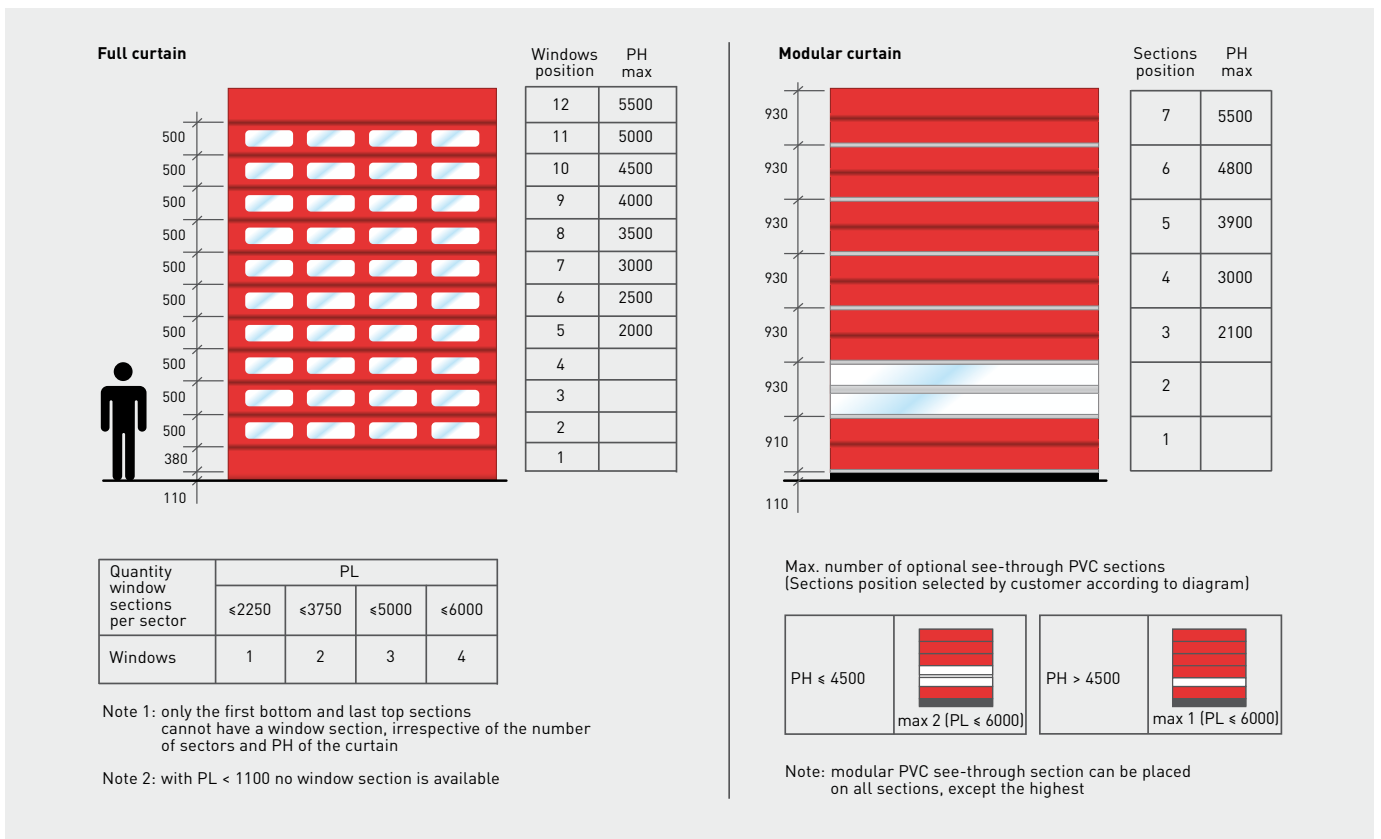 Full curtain
Windows position
PH max
12 5500
11 5000
10 4500
9 4000
8 3500
7 3000
6 2500
5 2000
4
3
2
1
500
500
500
500
500
500
500
500
500
500
380
110
Quantity window sections per sector
PL
≤2250 ≤3750 ≤5000 ≤6000
Windows 1 2 3 4
Note 1: only the first bottom and last top sections
cannot have a window section, irrespective of the number
of sectors and PH of the curtain
Note 2: with PL < 1100 no window section is available
Modular curtain
Sections position
PH max
7 5500
6 4800
5 3900
4 3000
3 2100
2
1
930
930
930
930
930
930
910
110
Max. number of optional see-through PVC sections
(Sections position selected by customer according to diagram)
PH ≤ 4500
max 2 (PL ≤ 6000)
PH > 4500
max 1 (PL ≤ 6000)
Note: modular PVC see-through section can be placed
on all sections, except the highest